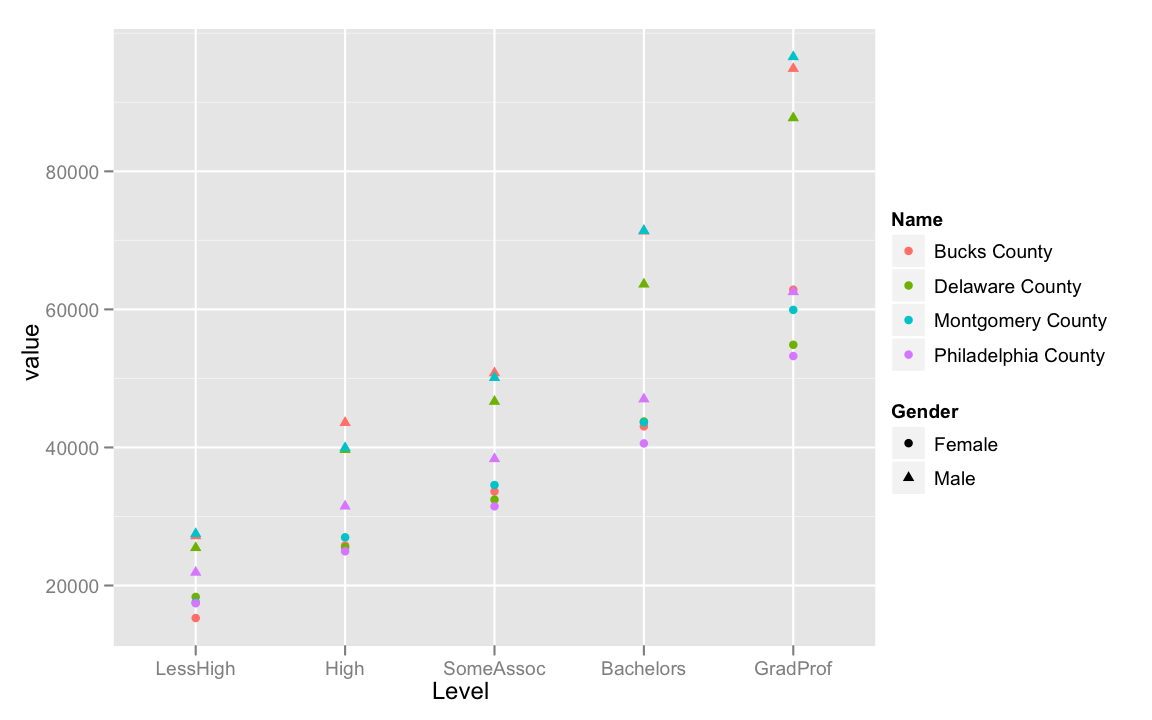 value
80000
60000
40000
20000
LessHigh
High
SomeAssoc
Bachelors
GradProf
Level
Name
Bucks County
Delaware County
Montgomery County
Philadelphia County
Gender
Female
Male